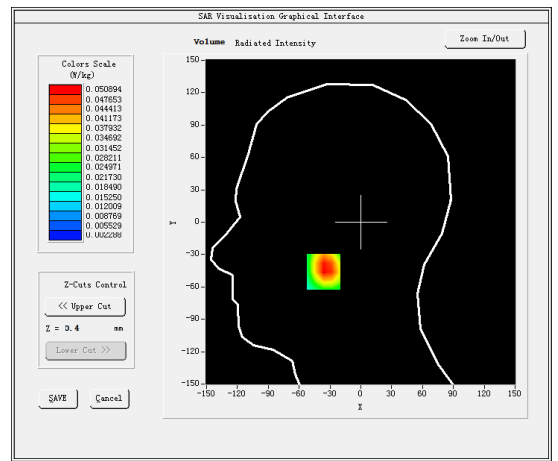 SAR Visualisation Graphical Interface
Volume Radiated Intensity
Zoom In/Out
Colors Scale
(W/kg)
0.050894
0.047653
0.044413
0.041173
0.037932
0.034692
0.031452
0.028211
0.024971
0.021730
0.018490
0.015250
0.012009
0.008769
0.005529
0.002288
Z-Cuts Control
<< Upper Cut
Z = 0.4 mm
Lower Cut >>
SAVE Cancel
150
120
90
60
30
0
-30
-60
-90
-120
-150
Y
-150 -120 -90 -60 -30 0 30 60 90 120 150
X